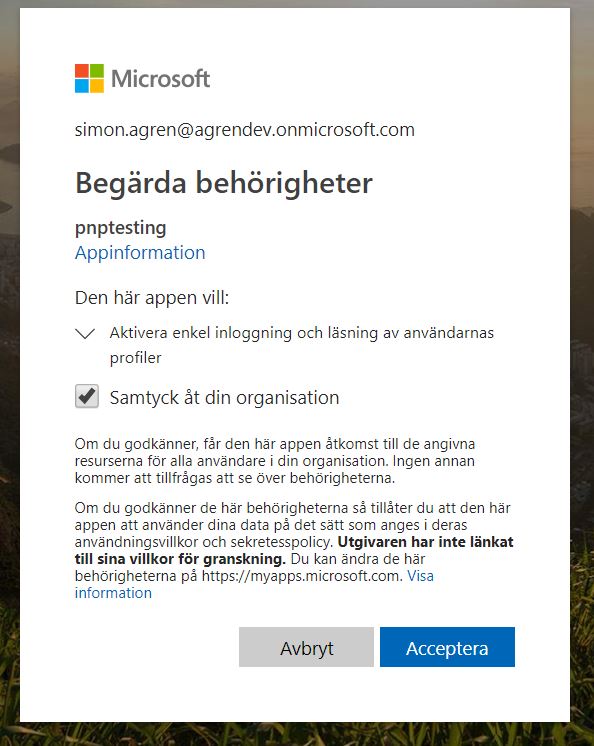 Microsoft
simon.agren@agrendev.onmicrosoft.com
Begärda behörigheter
pnptesting
Appinformation
Den här appen vill:
Aktivera enkel inloggning och läsning av användarnas
profiler
Samtyck åt din organisation
Om du godkänner, får den här appen åtkomst till de angivna
resurserna för alla användare i din organisation. Ingen annan
kommer att tillfrågas att se över behörigheterna.
Om du godkänner de här behörigheterna så tillåter du att den här
appen att använder dina data på det sätt som anges i deras
användningsvillkor och sekretesspolicy. Utgivaren har inte länkat
till sina villkor för granskning. Du kan ändra de här
behörigheterna på https://myapps.microsoft.com. Visa
information
Avbryt
Acceptera